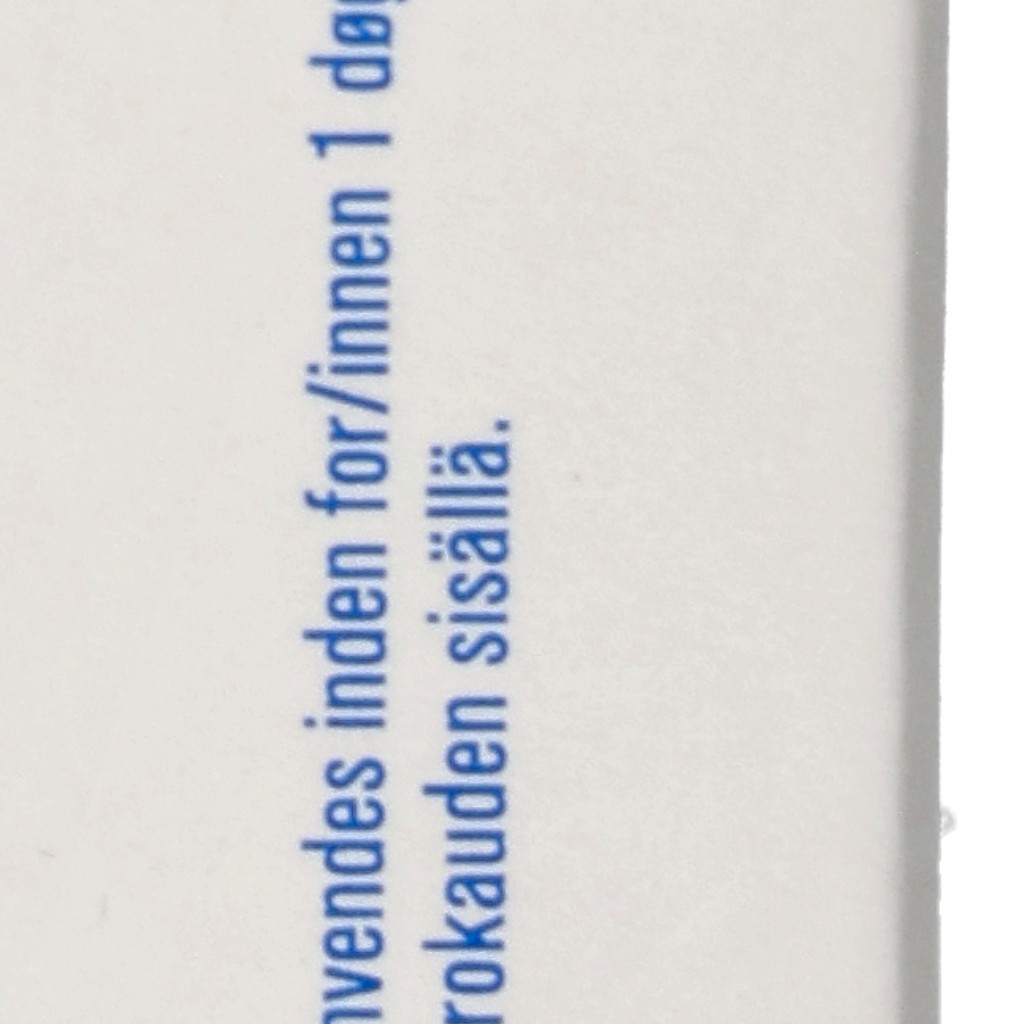 nvendes inden for/innen 1 døg
rokauden sisällä.